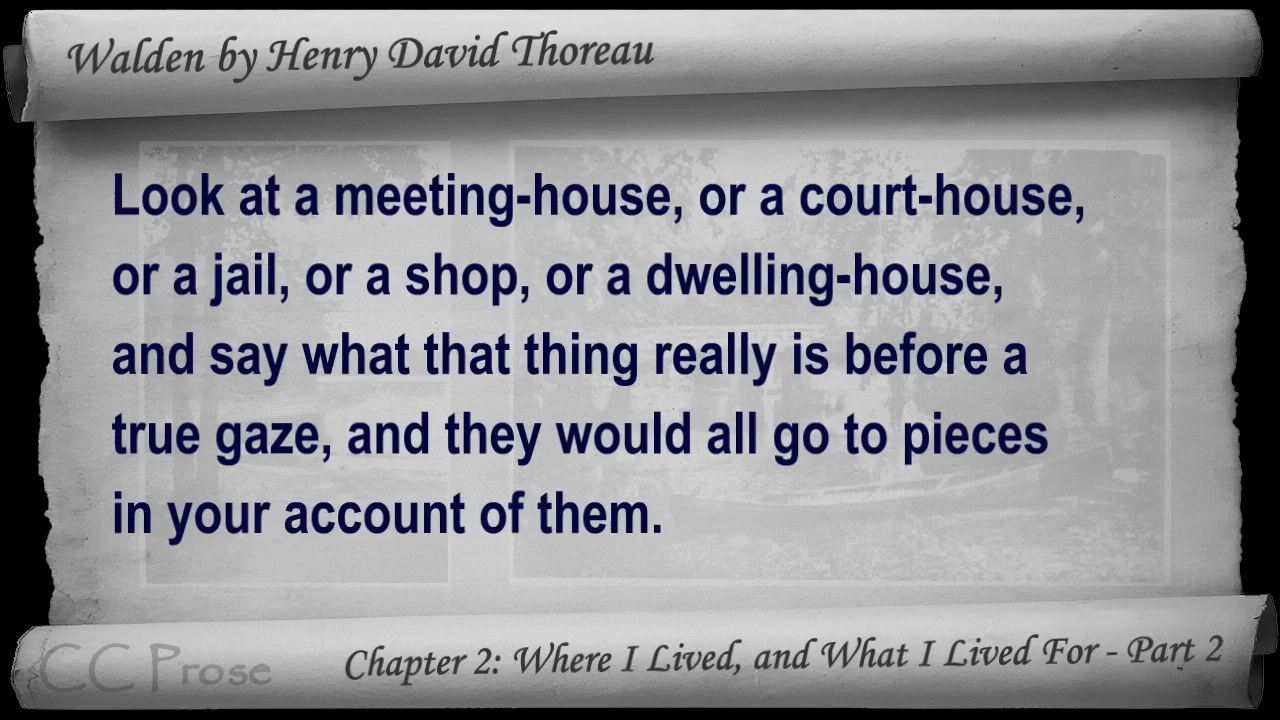 Walden by Henry David Thoreau
Look at a meeting-house, or a court-house,
or a jail, or a shop, or a dwelling-house,
and say what that thing really is before a
true gaze, and they would all go to pieces
in your account of them.
CC Prose
Chapter 2: Where I Lived, and What I Lived For - Part 2